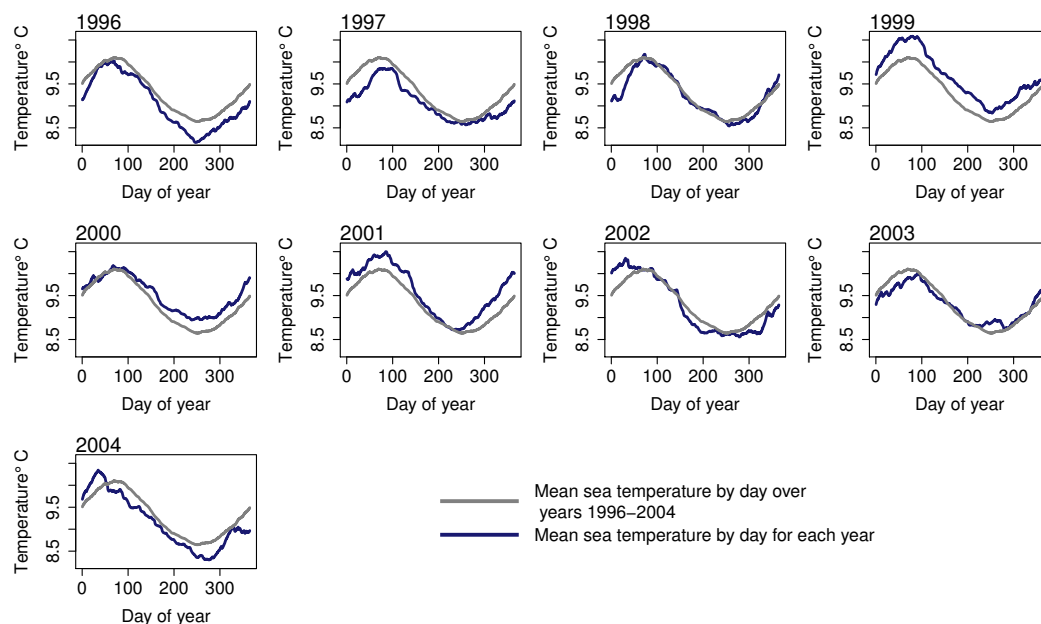 1996
Temperature° C
9.5
8.5
0 100 200 300
Day of year
1997
Temperature° C
9.5
8.5
0 100 200 300
Day of year
1998
Temperature° C
9.5
8.5
0 100 200 300
Day of year
1999
Temperature° C
9.5
8.5
0 100 200 300
Day of year
2000
Temperature° C
9.5
8.5
0 100 200 300
Day of year
2001
Temperature° C
9.5
8.5
0 100 200 300
Day of year
2002
Temperature° C
9.5
8.5
0 100 200 300
Day of year
2003
Temperature° C
9.5
8.5
0 100 200 300
Day of year
2004
Temperature° C
9.5
8.5
0 100 200 300
Day of year
Mean sea temperature by day over
years 1996−2004
Mean sea temperature by day for each year